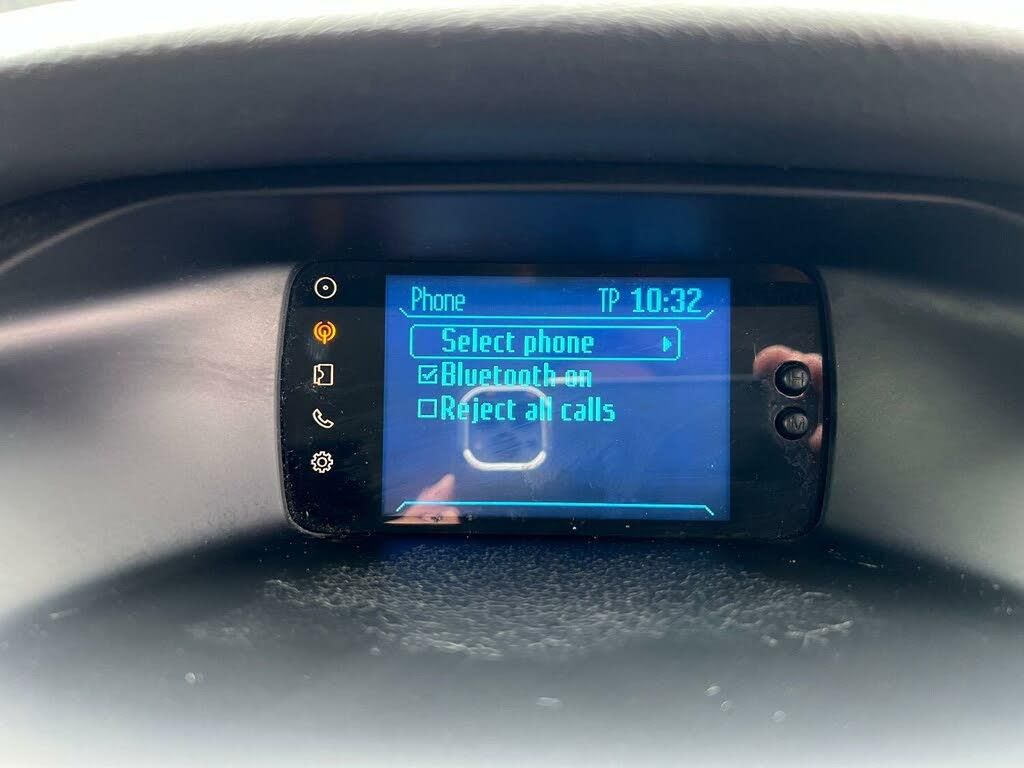 Phone TP 10:32
Select phone
Bluetooth on
Reject all calls
H
M